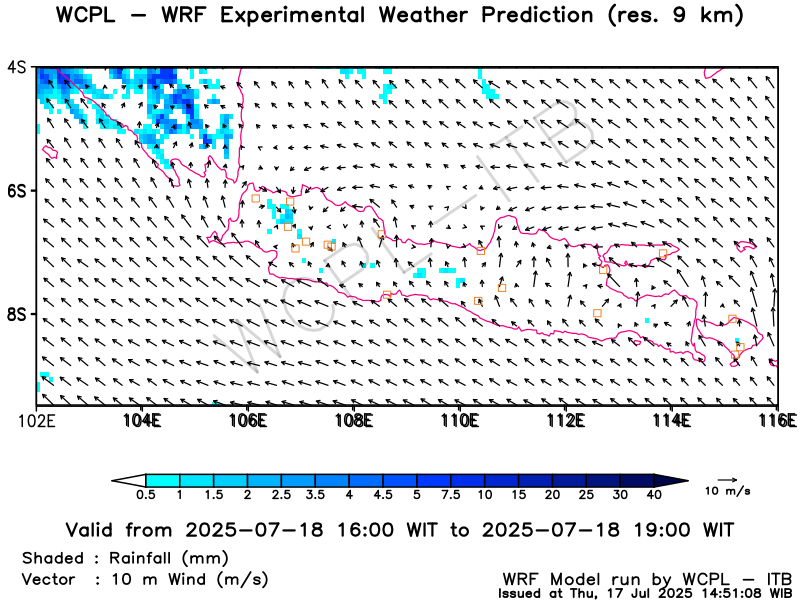 WCPL – WRF Experimental Weather Prediction (res. 9 km)
4S
6S
8S
102E 104E 106E 108E 110E 112E 114E 116E
WCPL–ITB
0.5 1 1.5 2 2.5 3.5 4 4.5 5 7.5 10 15 20 25 30 40
10 m/s
Valid from 2025-07-18 16:00 WIT to 2025-07-18 19:00 WIT
Shaded : Rainfall (mm)
Vector : 10 m Wind (m/s)
WRF Model run by WCPL – ITB
Issued at Thu, 17 Jul 2025 14:51:08 WIB